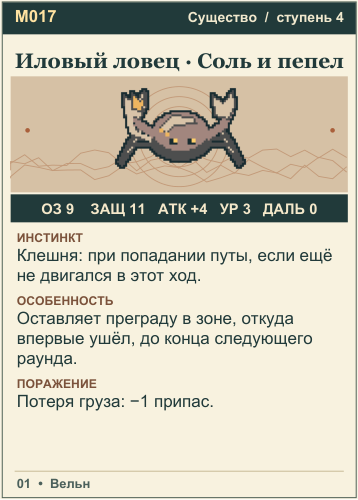 M017 Существо / ступень 4
Иловый ловец · Соль и пепел
ОЗ 9 ЗАЩ 11 АТК +4 УР 3 ДАЛЬ 0
ИНСТИНКТ
Клешня: при попадании путы, если ещё
не двигался в этот ход.
ОСОБЕННОСТЬ
Оставляет преграду в зоне, откуда
впервые ушёл, до конца следующего
раунда.
ПОРАЖЕНИЕ
Потеря груза: −1 припас.
01 • Вельн